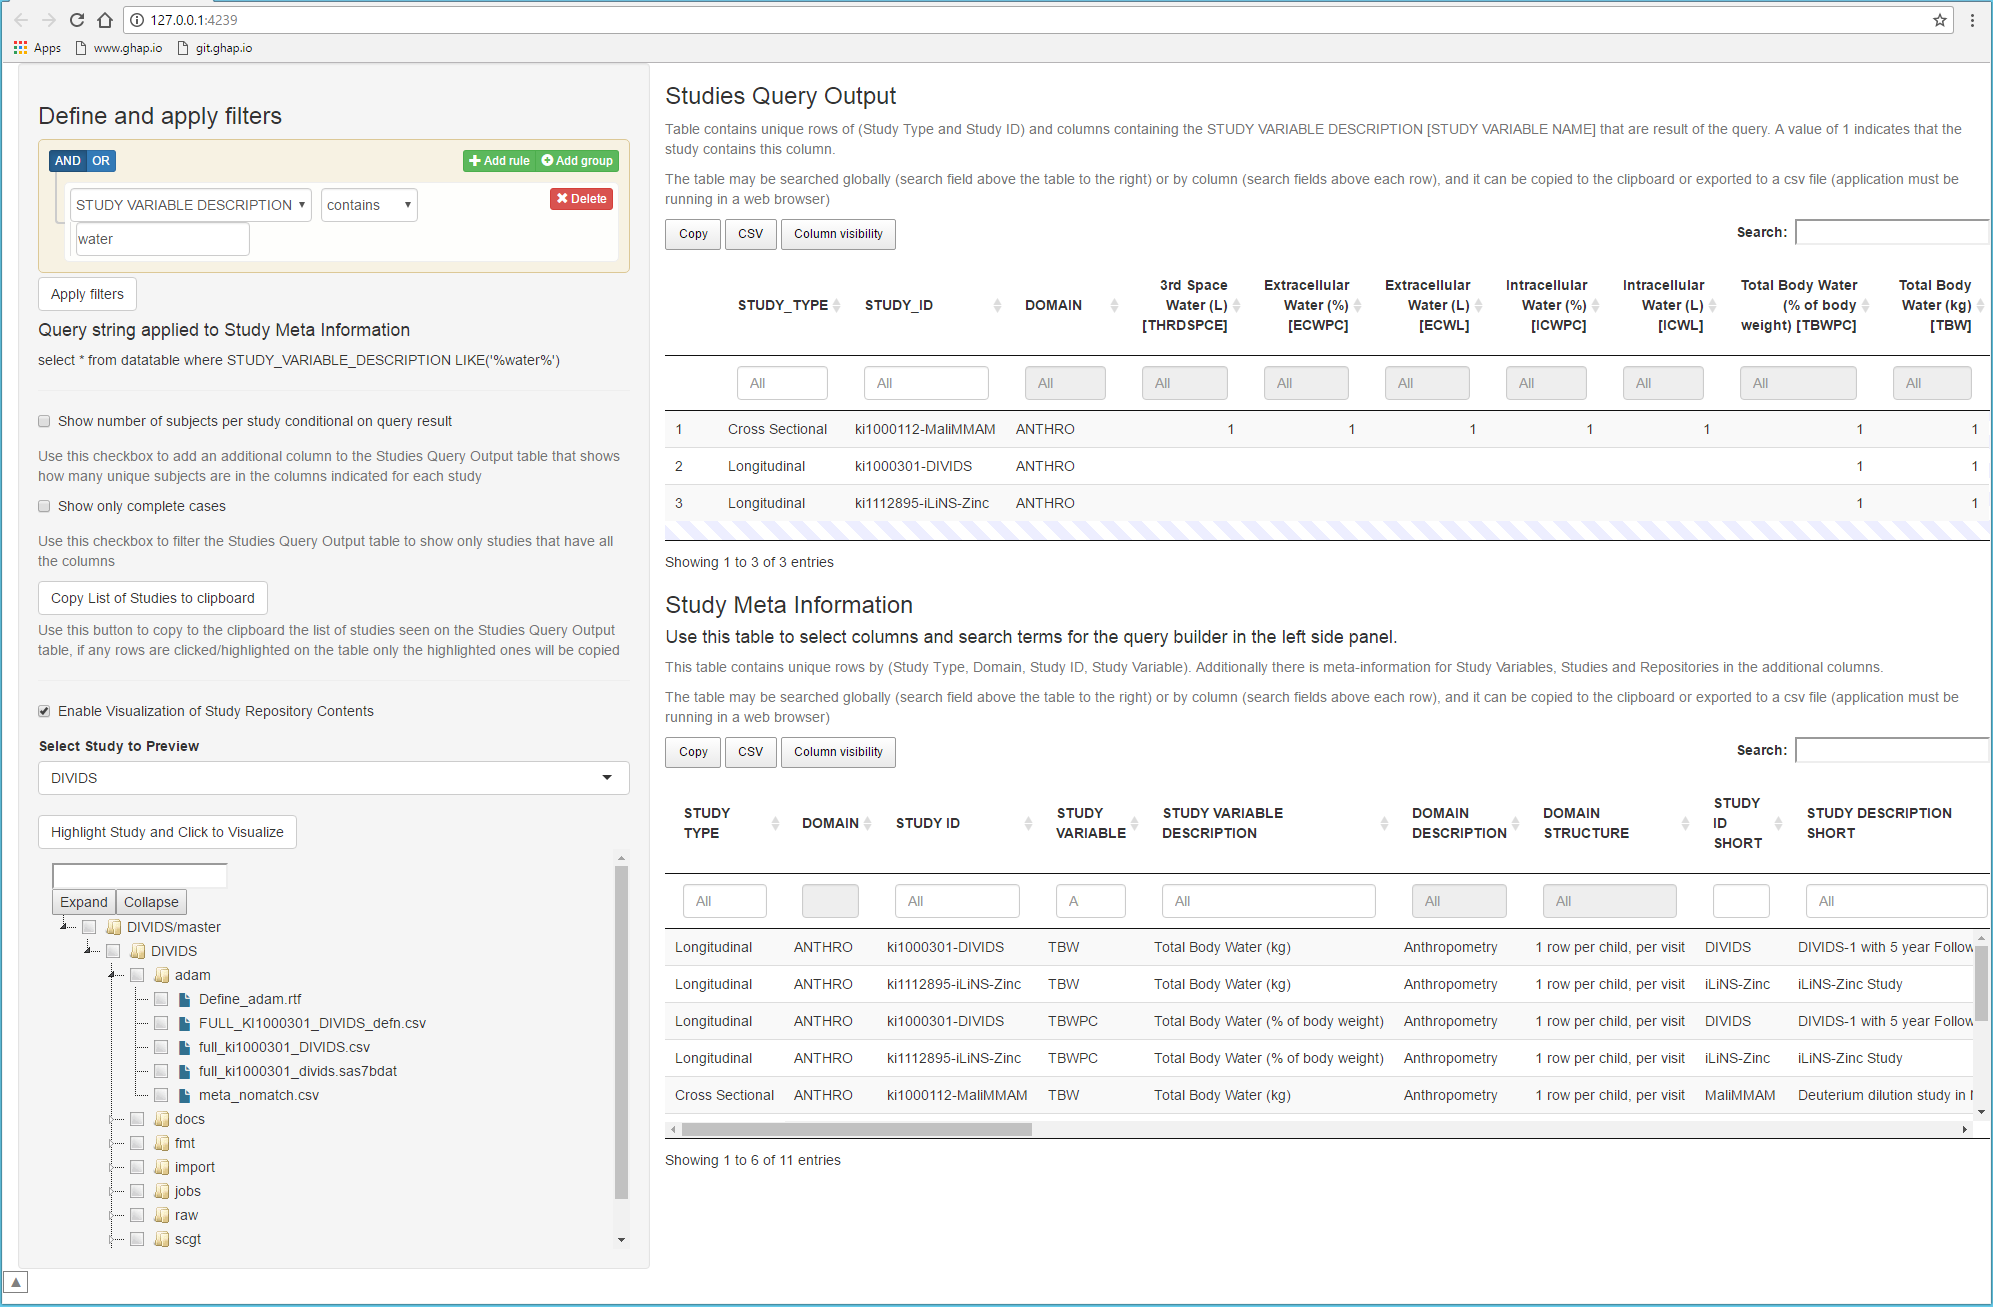 127.0.0.1:4239
Apps www.ghap.io git.ghap.io
Define and apply filters
AND OR Add rule Add group
STUDY VARIABLE DESCRIPTION contains Delete
water
Apply filters
Query string applied to Study Meta Information
select * from datatable where STUDY_VARIABLE_DESCRIPTION LIKE('%water%')
Show number of subjects per study conditional on query result
Use this checkbox to add an additional column to the Studies Query Output table that shows
how many unique subjects are in the columns indicated for each study
Show only complete cases
Use this checkbox to filter the Studies Query Output table to show only studies that have all
the columns
Copy List of Studies to clipboard
Use this button to copy to the clipboard the list of studies seen on the Studies Query Output
table, if any rows are clicked/highlighted on the table only the highlighted ones will be copied
Enable Visualization of Study Repository Contents
Select Study to Preview
DIVIDS
Highlight Study and Click to Visualize
Expand Collapse
DIVIDS/master
DIVIDS
adam
Define_adam.rtf
FULL_KI1000301_DIVIDS_defn.csv
full_ki1000301_DIVIDS.csv
full_ki1000301_divids.sas7bdat
meta_nomatch.csv
docs
fmt
import
jobs
raw
scgt
Studies Query Output
Table contains unique rows of (Study Type and Study ID) and columns containing the STUDY VARIABLE DESCRIPTION [STUDY VARIABLE NAME] that are result of the query. A value of 1 indicates that the
study contains this column.
The table may be searched globally (search field above the table to the right) or by column (search fields above each row), and it can be copied to the clipboard or exported to a csv file (application must be
running in a web browser)
Copy CSV Column visibility Search:
3rd Space Extracellular Extracellular Intracellular Intracellular Total Body Water Total Body
STUDY_TYPE STUDY_ID DOMAIN Water (L) Water (%) Water (L) Water (%) Water (L) (% of body Water (kg)
[THRDSPCE] [ECWPC] [ECWL] [ICWPC] [ICWL] weight) [TBWPC] [TBW]
All All All All All All All All All All
1 Cross Sectional ki1000112-MaliMMAM ANTHRO 1 1 1 1 1 1 1
2 Longitudinal ki1000301-DIVIDS ANTHRO 1 1
3 Longitudinal ki1112895-iLiNS-Zinc ANTHRO 1 1
Showing 1 to 3 of 3 entries
Study Meta Information
Use this table to select columns and search terms for the query builder in the left side panel.
This table contains unique rows by (Study Type, Domain, Study ID, Study Variable). Additionally there is meta-information for Study Variables, Studies and Repositories in the additional columns.
The table may be searched globally (search field above the table to the right) or by column (search fields above each row), and it can be copied to the clipboard or exported to a csv file (application must be
running in a web browser)
Copy CSV Column visibility Search:
STUDY TYPE DOMAIN STUDY ID STUDY VARIABLE STUDY VARIABLE DESCRIPTION DOMAIN DESCRIPTION DOMAIN STRUCTURE STUDY ID SHORT STUDY DESCRIPTION SHORT
All All A All All All All
Longitudinal ANTHRO ki1000301-DIVIDS TBW Total Body Water (kg) Anthropometry 1 row per child, per visit DIVIDS DIVIDS-1 with 5 year Follow
Longitudinal ANTHRO ki1112895-iLiNS-Zinc TBW Total Body Water (kg) Anthropometry 1 row per child, per visit iLiNS-Zinc iLiNS-Zinc Study
Longitudinal ANTHRO ki1000301-DIVIDS TBWPC Total Body Water (% of body weight) Anthropometry 1 row per child, per visit DIVIDS DIVIDS-1 with 5 year Follow
Longitudinal ANTHRO ki1112895-iLiNS-Zinc TBWPC Total Body Water (% of body weight) Anthropometry 1 row per child, per visit iLiNS-Zinc iLiNS-Zinc Study
Cross Sectional ANTHRO ki1000112-MaliMMAM TBW Total Body Water (kg) Anthropometry 1 row per child, per visit MaliMMAM Deuterium dilution study in
Showing 1 to 6 of 11 entries